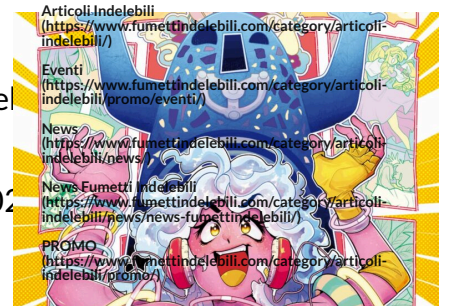 Articoli Indelebili
(https://www.fumettindelebili.com/category/articoli-
indelebili/)
Eventi
(https://www.fumettindelebili.com/category/articoli-
indelebili/promo/eventi/)
News
(https://www.fumettindelebili.com/category/articoli-
indelebili/news/)
News Fumetti Indelebili
(https://www.fumettindelebili.com/category/articoli-
indelebili/news/news-fumettindelebili/)
PROMO
(https://www.fumettindelebili.com/category/articoli-
indelebili/promo/)